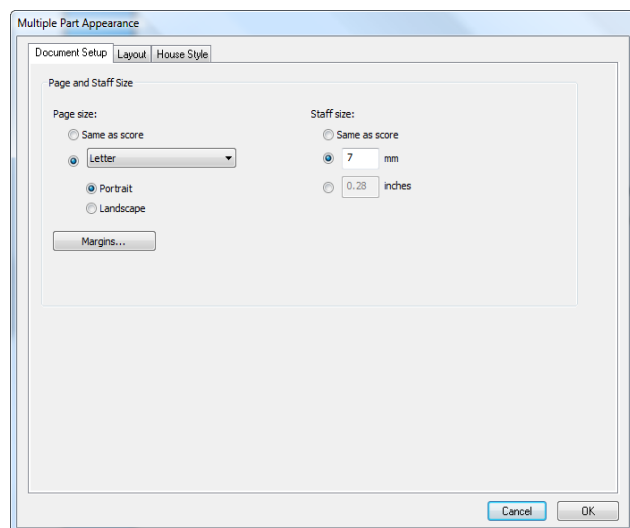 Multiple Part Appearance
Document Setup Layout House Style
Page and Staff Size
Page size: Staff size:
Same as score Same as score
Letter 7 mm
Portrait 0.28 inches
Landscape
Margins...
Cancel OK